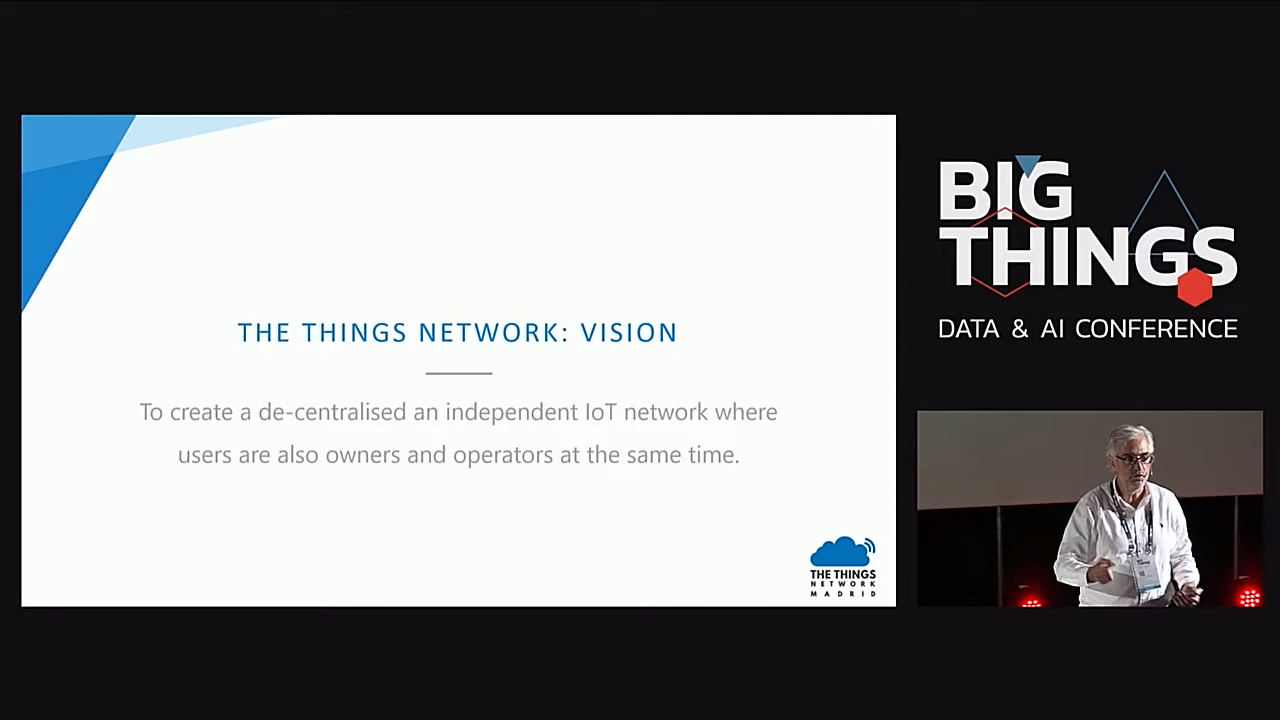 THE THINGS NETWORK: VISION
To create a de-centralised an independent IoT network where
users are also owners and operators at the same time.
THE THINGS
NETWORK
MADRID
BIG
THINGS
DATA & AI CONFERENCE